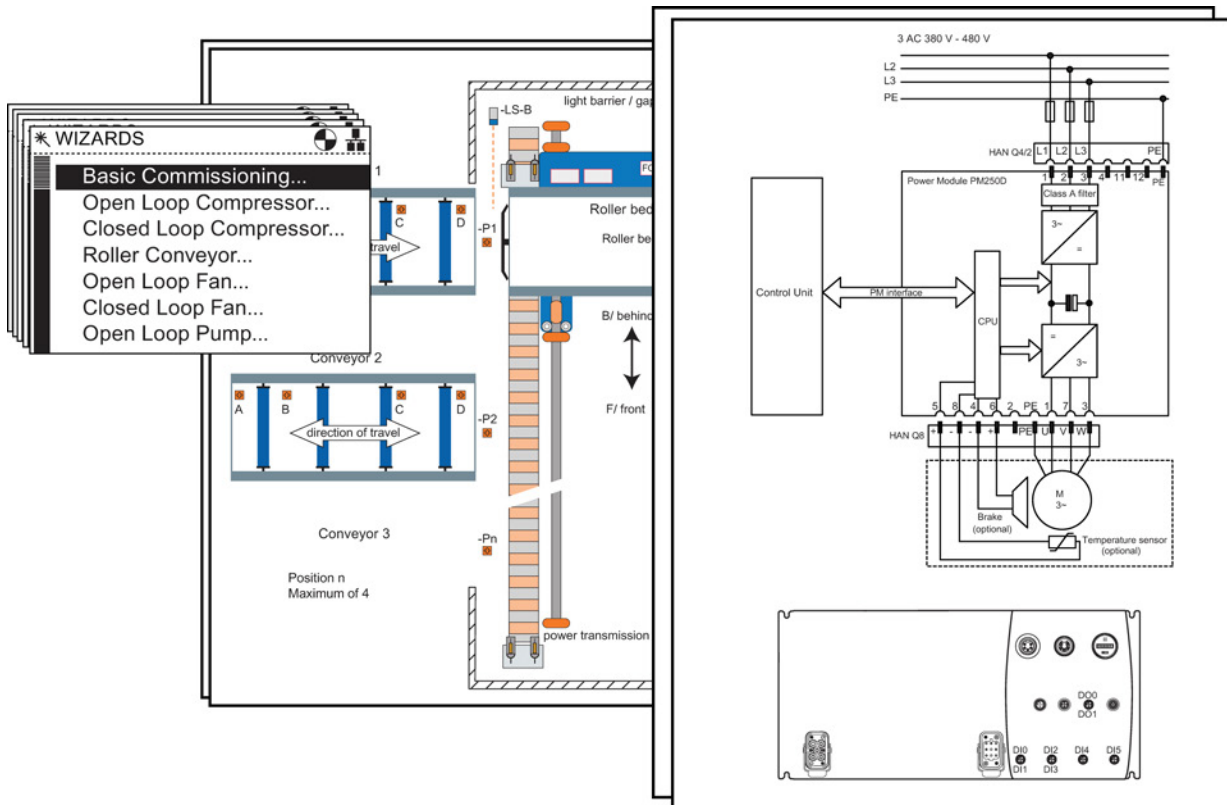 WIZARDS
Basic Commissioning...
Open Loop Compressor...
Closed Loop Compressor...
Roller Conveyor...
Open Loop Fan...
Closed Loop Fan...
Open Loop Pump...
1
C
D
travel
-P1
-LS-B
light barrier / gap
FC
Roller bed
Roller be
B/ behind
F/ front
Conveyor 2
A
B
C
D
direction of travel
-P2
Conveyor 3
-Pn
Position n
Maximum of 4
power transmission
3 AC 380 V - 480 V
L2
L3
PE
HAN Q4/2
L1 L2 L3 PE
Power Module PM250D
1 2 3 4 11 12 PE
Class A filter
3~
=
Control Unit
PM interface
CPU
=
3~
5 8 4 6 2 PE 1 7 3
HAN Q8
+ - - + PE U V W
M
3~
Brake
(optional)
Temperature sensor
(optional)
DO0
DO1
DI0 DI2 DI4 DI5
DI1 DI3